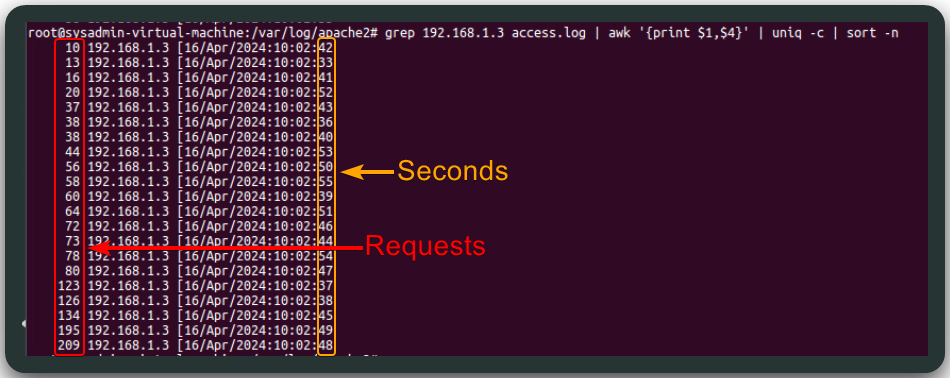 root@sysadmin-virtual-machine:/var/log/apache2# grep 192.168.1.3 access.log | awk '{print $1,$4}' | uniq -c | sort -n
10 192.168.1.3 [16/Apr/2024:10:02:42
13 192.168.1.3 [16/Apr/2024:10:02:33
16 192.168.1.3 [16/Apr/2024:10:02:41
20 192.168.1.3 [16/Apr/2024:10:02:52
37 192.168.1.3 [16/Apr/2024:10:02:43
38 192.168.1.3 [16/Apr/2024:10:02:36
38 192.168.1.3 [16/Apr/2024:10:02:40
44 192.168.1.3 [16/Apr/2024:10:02:53
56 192.168.1.3 [16/Apr/2024:10:02:50
Seconds
58 192.168.1.3 [16/Apr/2024:10:02:55
60 192.168.1.3 [16/Apr/2024:10:02:39
64 192.168.1.3 [16/Apr/2024:10:02:51
72 192.168.1.3 [16/Apr/2024:10:02:46
73 192.168.1.3 [16/Apr/2024:10:02:44
Requests
78 192.168.1.3 [16/Apr/2024:10:02:54
80 192.168.1.3 [16/Apr/2024:10:02:47
123 192.168.1.3 [16/Apr/2024:10:02:37
126 192.168.1.3 [16/Apr/2024:10:02:38
134 192.168.1.3 [16/Apr/2024:10:02:45
195 192.168.1.3 [16/Apr/2024:10:02:49
209 192.168.1.3 [16/Apr/2024:10:02:48